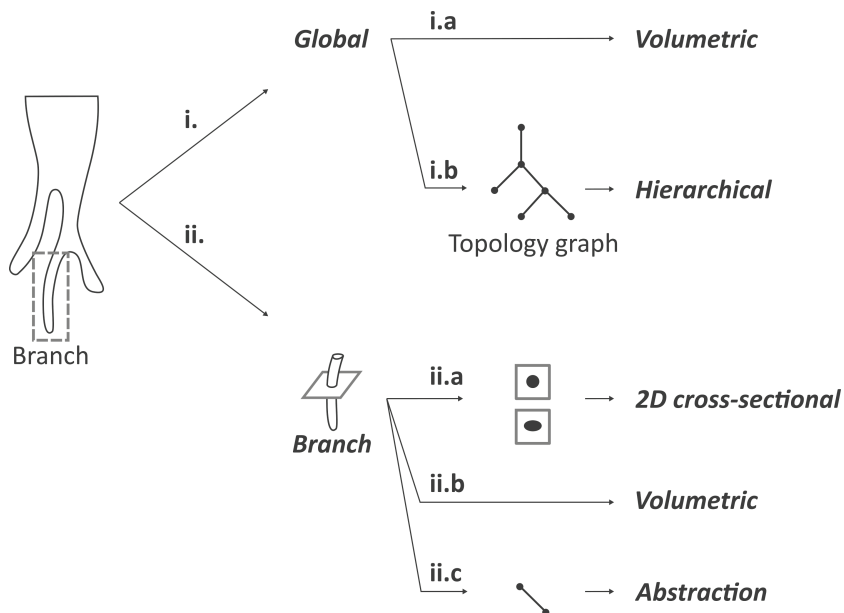 Global
i.a
Volumetric
i.
i.b
Hierarchical
Topology graph
ii.
Branch
ii.a
2D cross-sectional
Branch
ii.b
Volumetric
ii.c
Abstraction